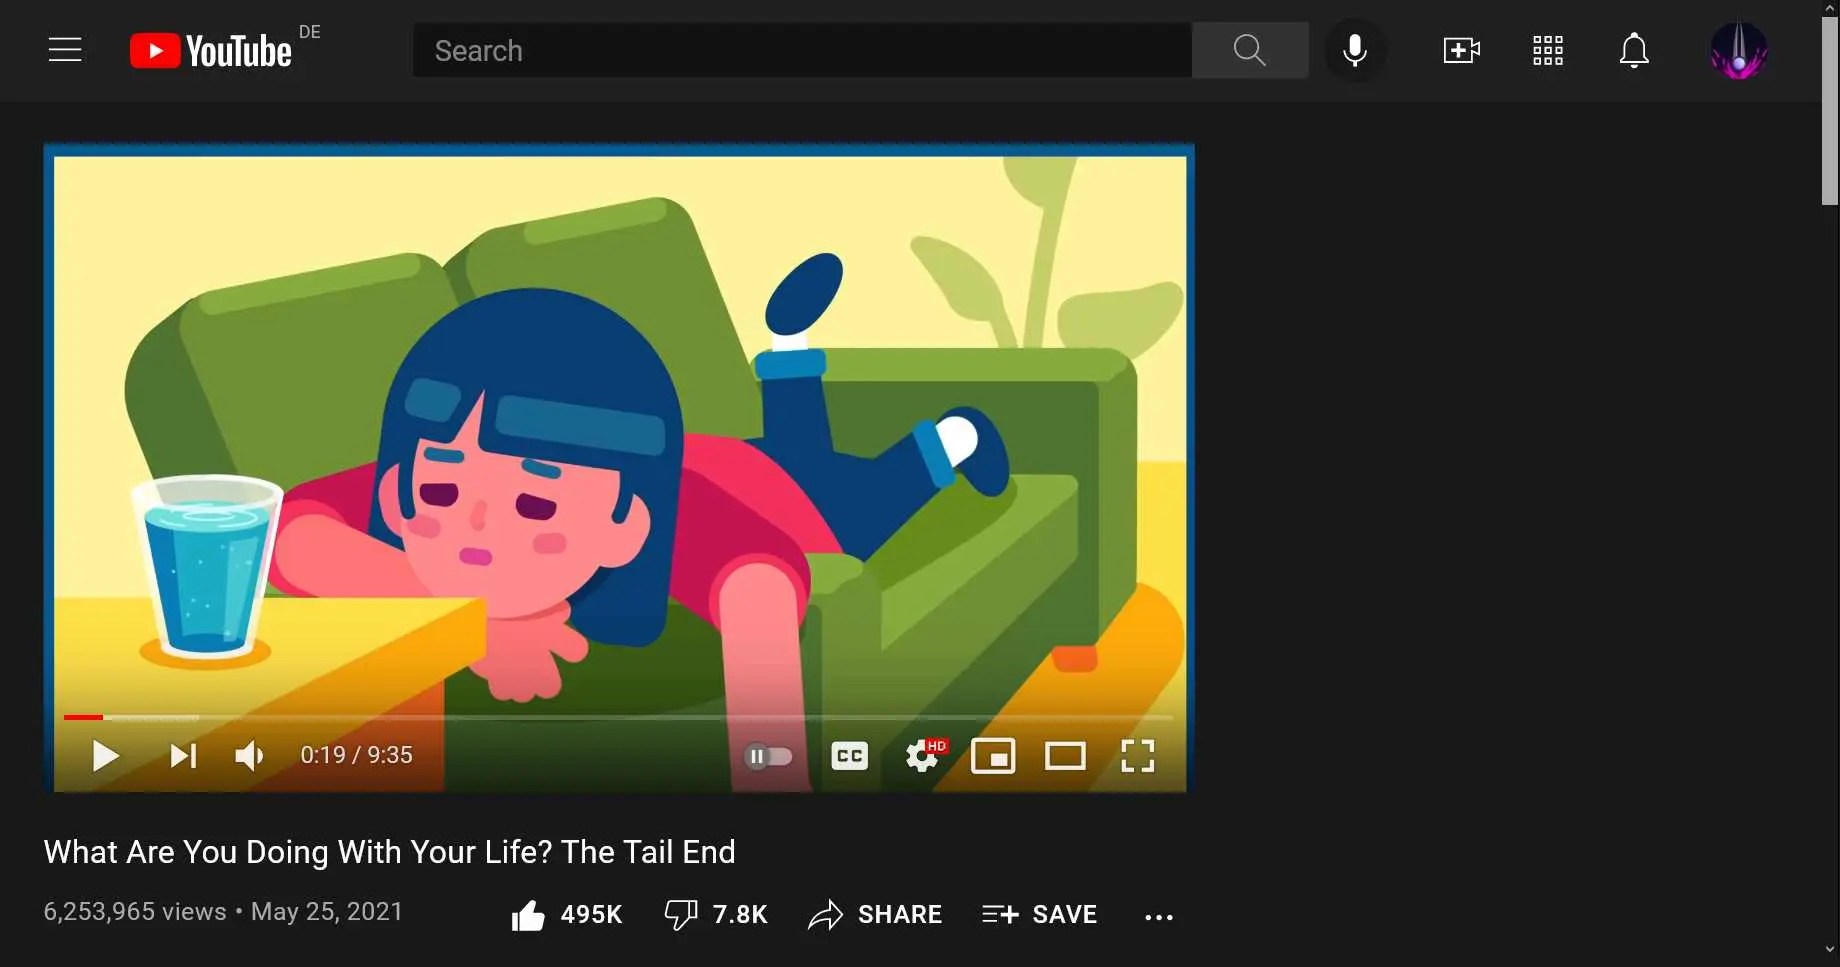 YouTube DE
Search
HD
0:19 / 9:35
CC
What Are You Doing With Your Life? The Tail End
6,253,965 views • May 25, 2021
495K
7.8K
SHARE
SAVE